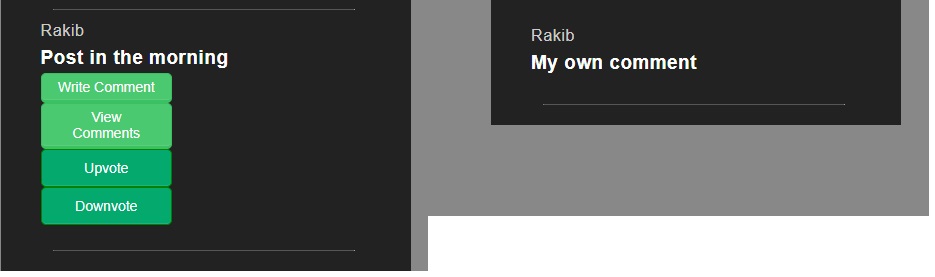 Rakib
Post in the morning
Write Comment
View
Comments
Upvote
Downvote
Rakib
My own comment